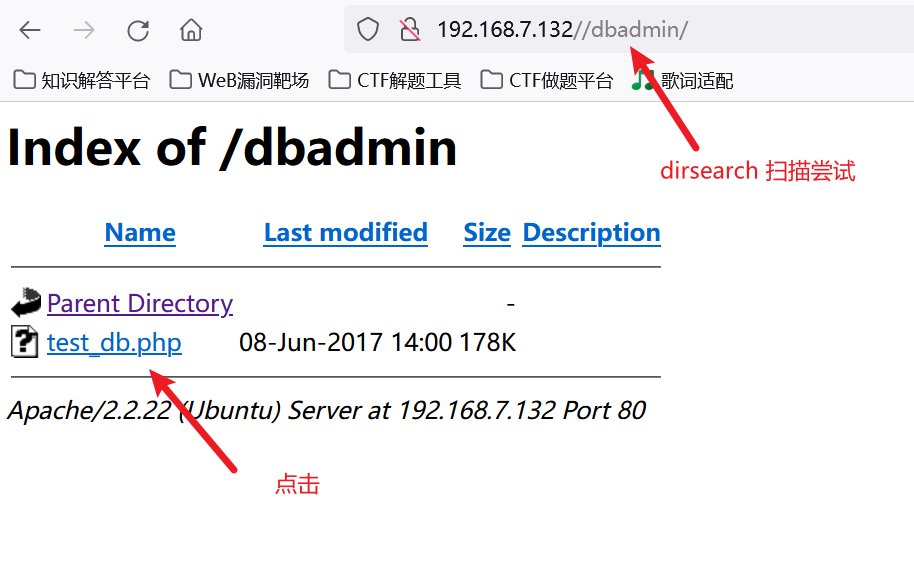 192.168.7.132//dbadmin/
知识解答平台 WeB漏洞靶场 CTF解题工具 CTF做题平台 歌词适配
Index of /dbadmin
dirsearch 扫描尝试
Name Last modified Size Description
Parent Directory -
test_db.php 08-Jun-2017 14:00 178K
Apache/2.2.22 (Ubuntu) Server at 192.168.7.132 Port 80
点击